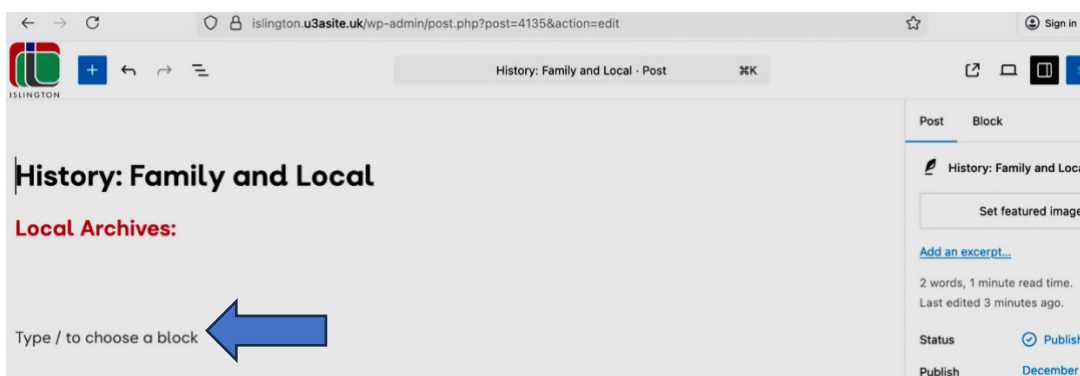 islington.u3asite.uk/wp-admin/post.php?post=4135&action=edit
Sign in
ISLINGTON
+
History: Family and Local · Post ⌘K
Post Block
History: Family and Local
History: Family and Loca
Set featured image
Local Archives:
Add an excerpt...
2 words, 1 minute read time.
Last edited 3 minutes ago.
Type / to choose a block
Status Publish
Publish December